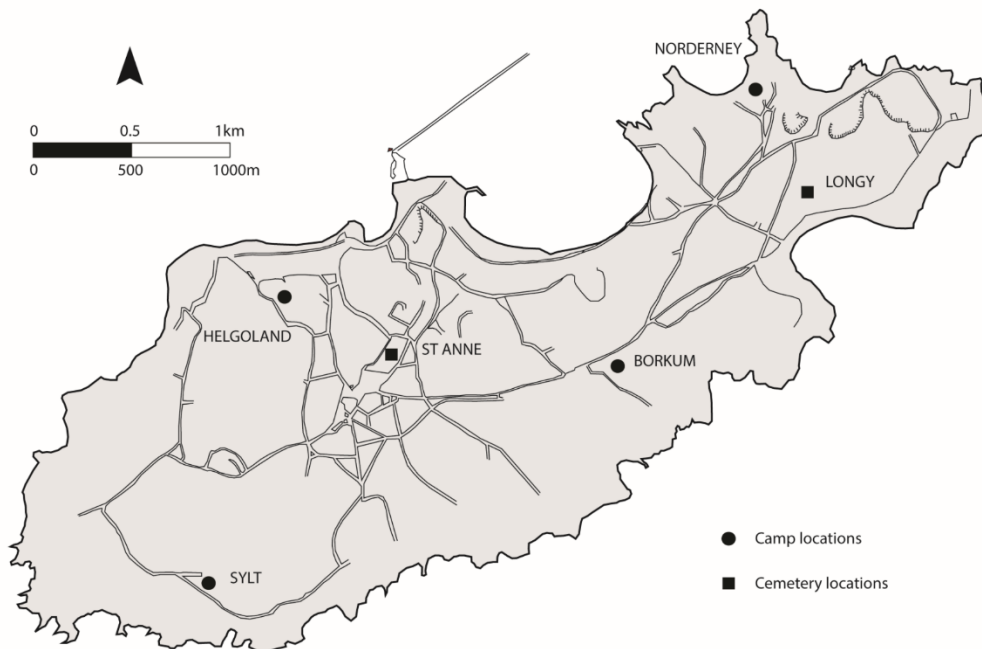 NORDERNEY
0 0.5 1km
0 500 1000m
LONGY
HELGOLAND
ST ANNE
BORKUM
Camp locations
SYLT
Cemetery locations